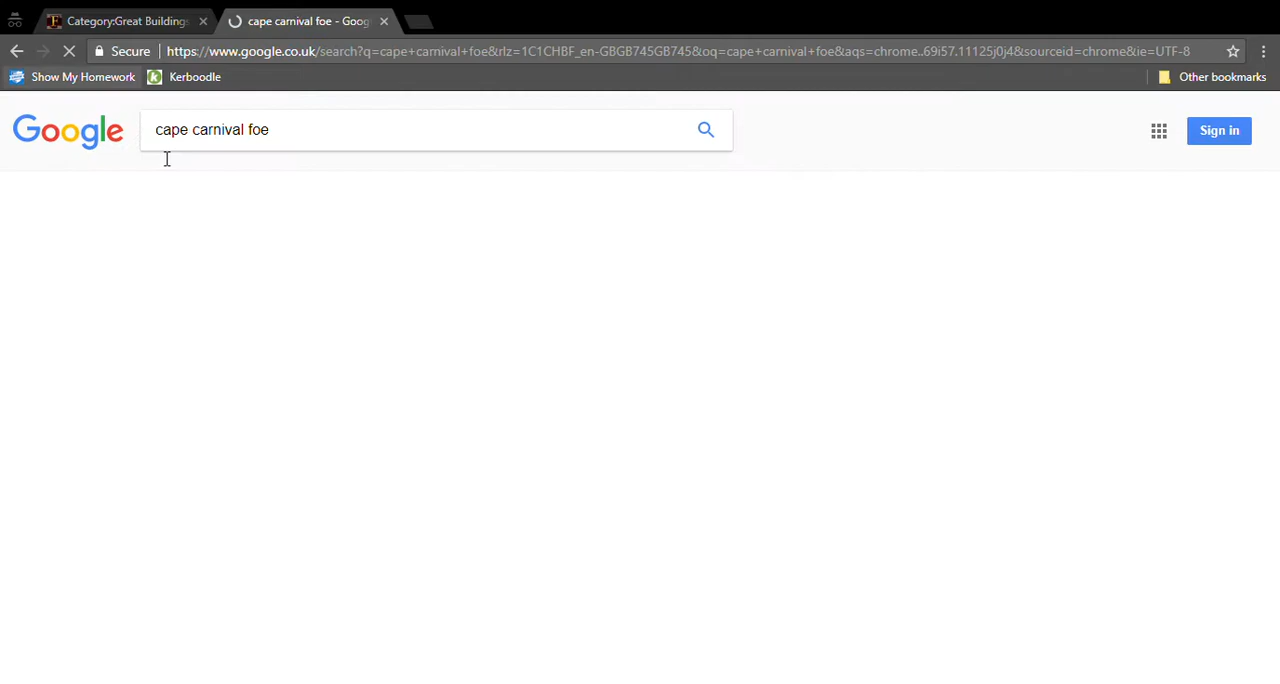 Category:Great Buildings
cape carnival foe - Goog
Secure
https://www.google.co.uk/search?q=cape+carnival+foe&rlz=1C1CHBF_en-GBGB745GB745&oq=cape+carnival+foe&aqs=chrome..69i57.11125j0j4&sourceid=chrome&ie=UTF-8
Show My Homework
Kerboodle
Other bookmarks
Google
cape carnival foe
Sign in